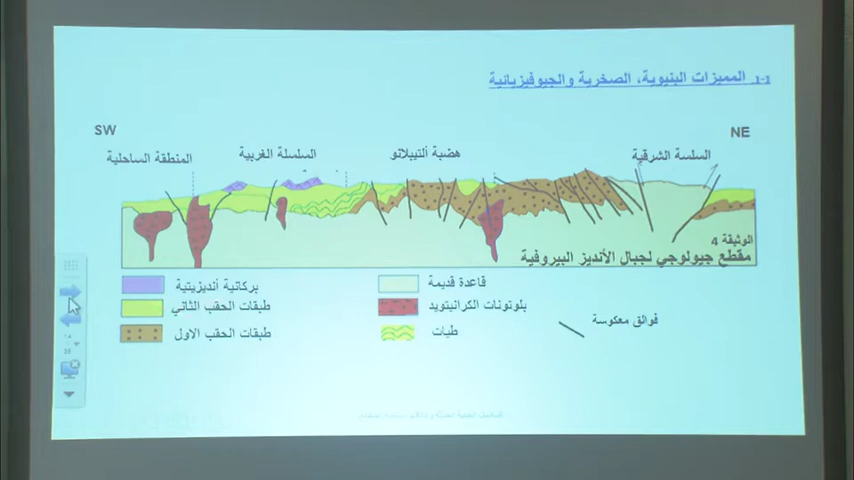 1-1. المميزات البنيوية، الصخرية والجيوفيزيائية
SW
NE
المنطقة الساحلية
السلسلة الغربية
هضبة ألتيبلانو
السلسة الشرقية
الوثيقة 4
مقطع جيولوجي لجبال الأنديز البيروفية
بركانية أنديزيتية
قاعدة قديمة
طبقات الحقب الثاني
بلوتونات الكرانيتويد
فوالق معكوسة
طبقات الحقب الاول
طيات